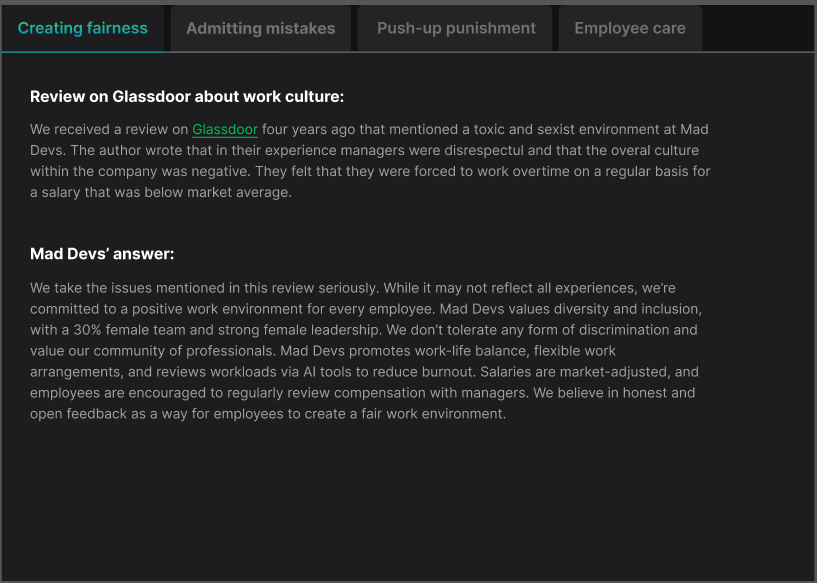 Creating fairness
Admitting mistakes
Push-up punishment
Employee care
Review on Glassdoor about work culture:
We received a review on Glassdoor four years ago that mentioned a toxic and sexist environment at Mad
Devs. The author wrote that in their experience managers were disrespectul and that the overal culture
within the company was negative. They felt that they were forced to work overtime on a regular basis for
a salary that was below market average.
Mad Devs’ answer:
We take the issues mentioned in this review seriously. While it may not reflect all experiences, we’re
committed to a positive work environment for every employee. Mad Devs values diversity and inclusion,
with a 30% female team and strong female leadership. We don’t tolerate any form of discrimination and
value our community of professionals. Mad Devs promotes work-life balance, flexible work
arrangements, and reviews workloads via AI tools to reduce burnout. Salaries are market-adjusted, and
employees are encouraged to regularly review compensation with managers. We believe in honest and
open feedback as a way for employees to create a fair work environment.